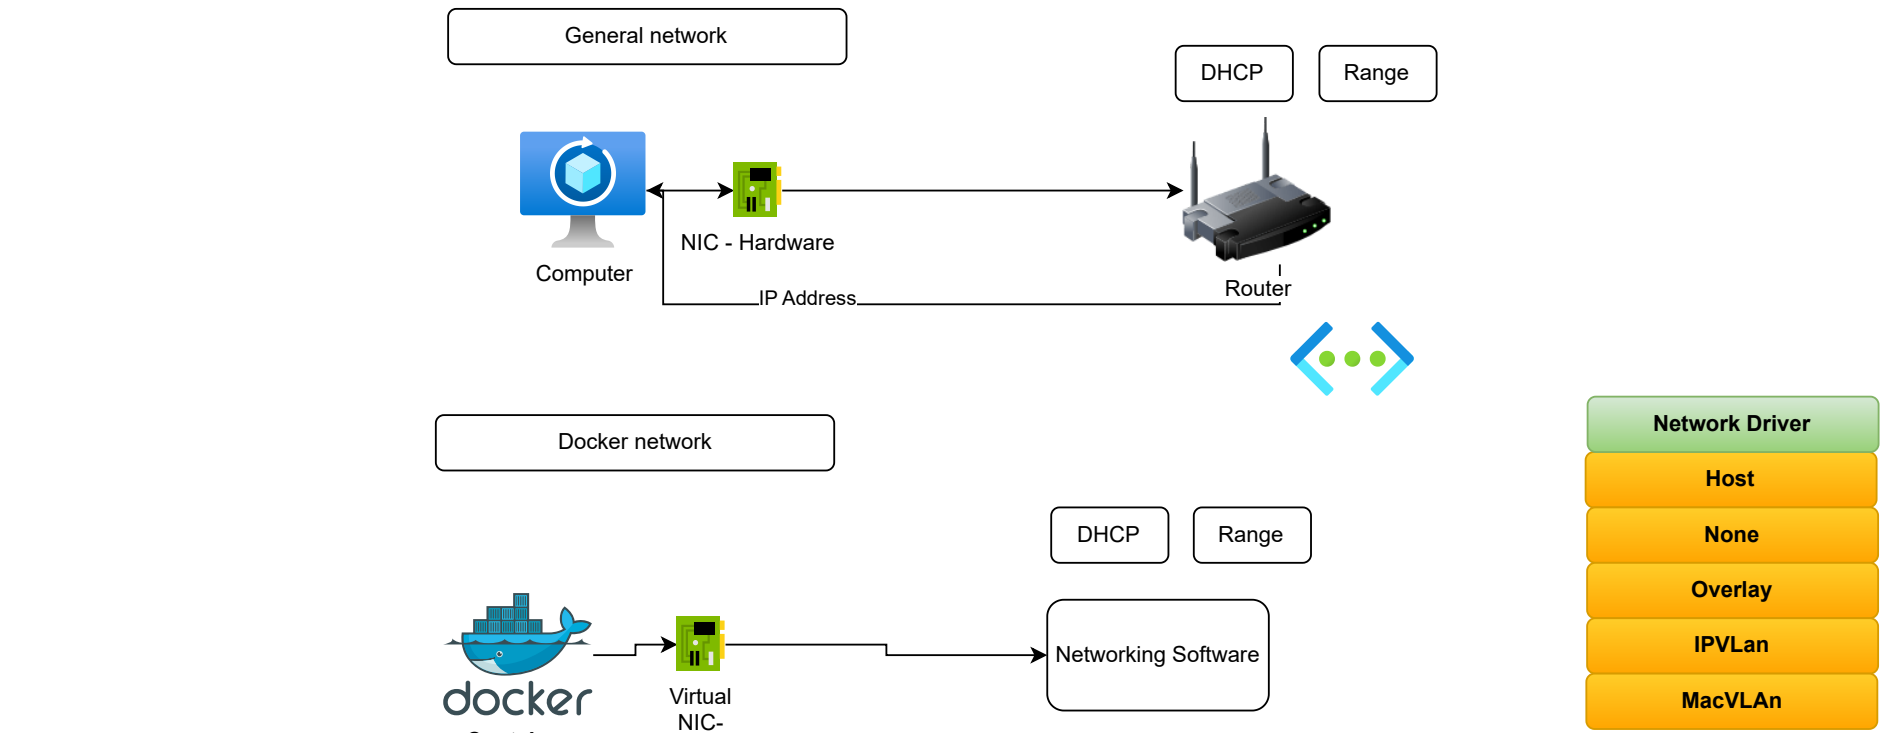 General network
DHCP
Range
NIC - Hardware
Computer
Router
IP Address
Docker network
Network Driver
Host
None
Overlay
IPVLan
MacVLAn
DHCP
Range
Networking Software
docker
Virtual
NIC-